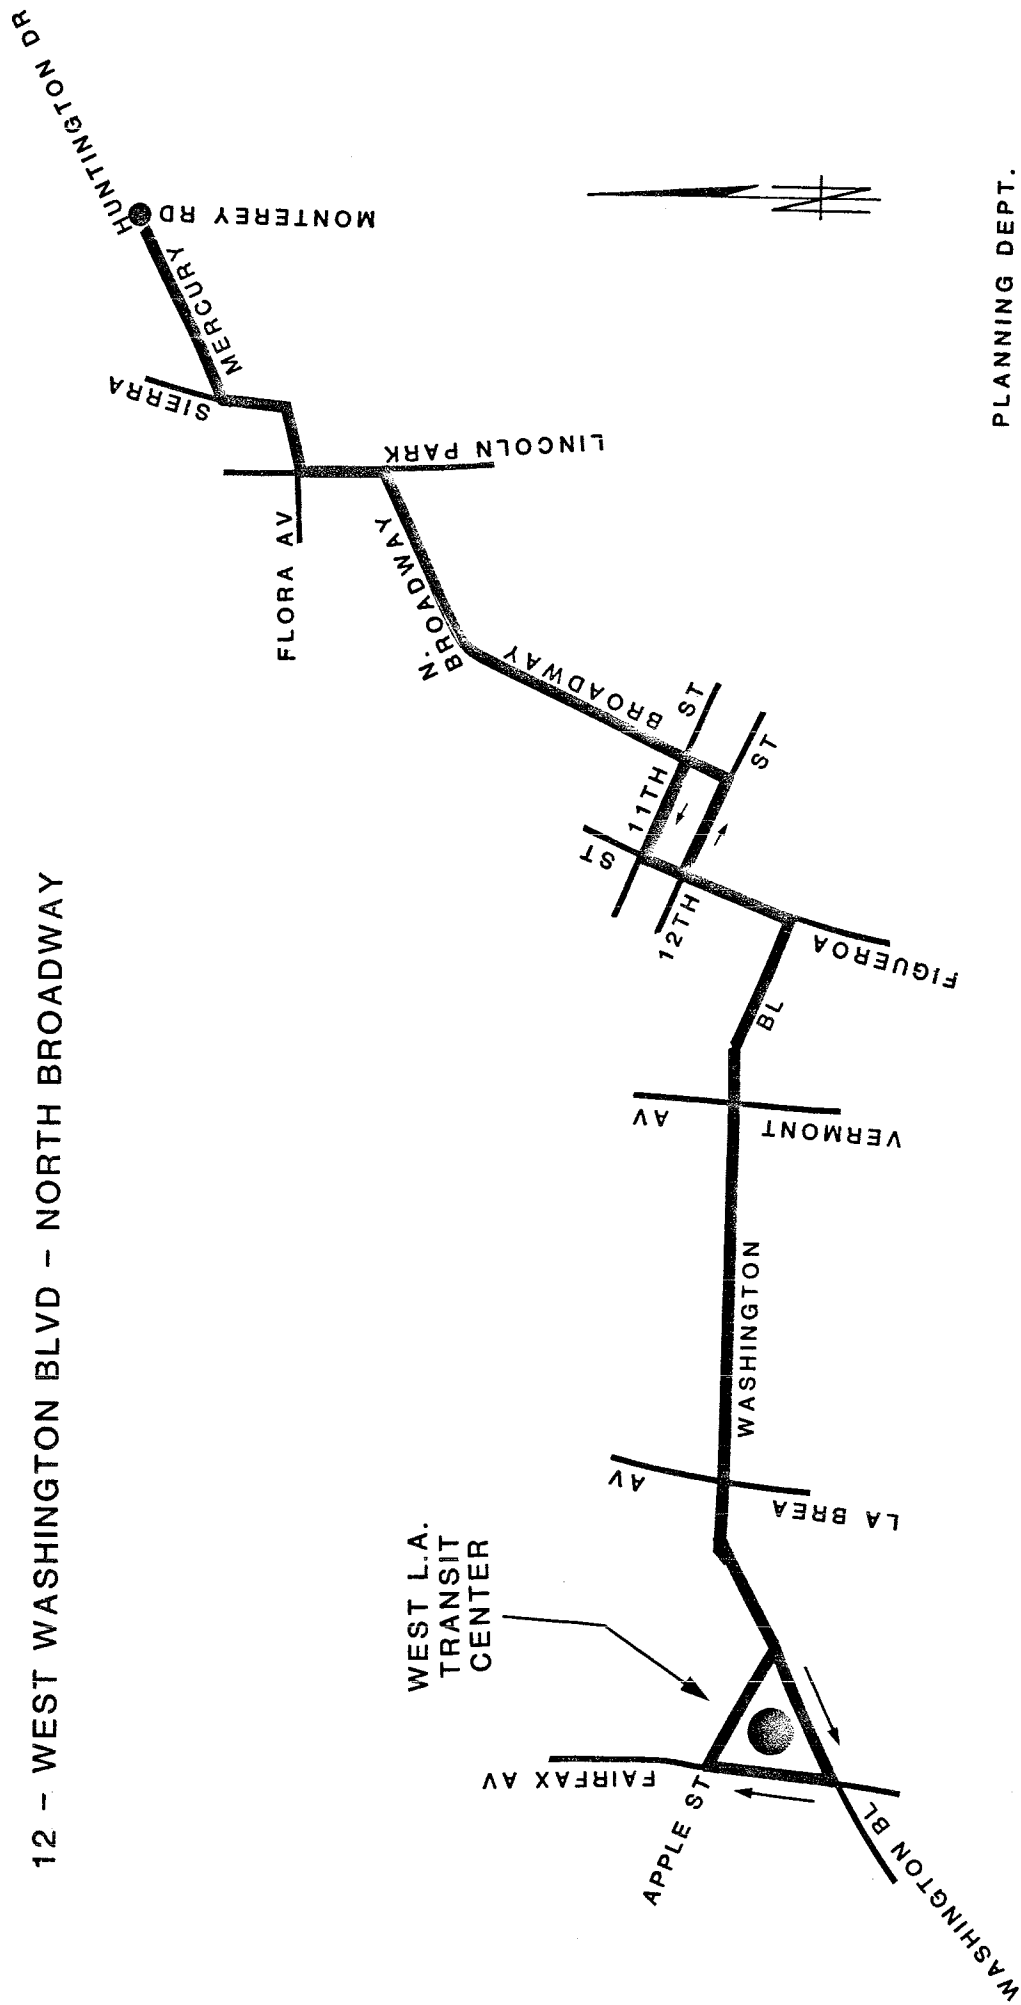 12 - WEST WASHINGTON BLVD - NORTH BROADWAY
HUNTINGTON DR
MONTEREY RD
MERCURY
SIERRA
LINCOLN PARK
FLORA AV
N.
BROADWAY
BROADWAY
11TH ST
12TH ST
FIGUEROA ST
WASHINGTON BL
VERMONT AV
LA BREA AV
WEST L.A.
TRANSIT
CENTER
FAIRFAX AV
APPLE ST
WASHINGTON BL
N
PLANNING DEPT.